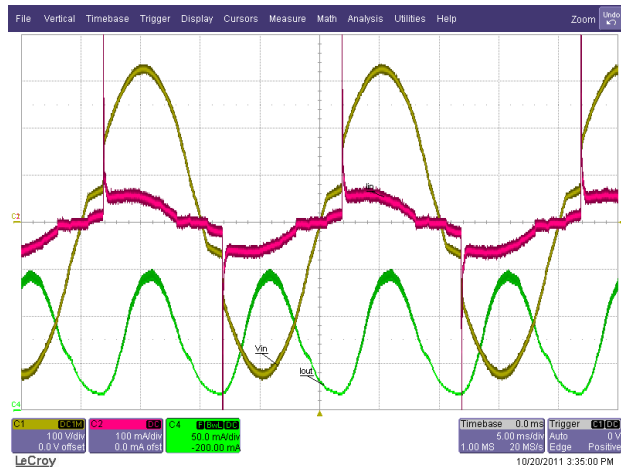 File Vertical Timebase Trigger Display Cursors Measure Math Analysis Utilities Help Zoom Undo
C2
Iin
Vin
Iout
C4
C1 DC1M
100 V/div
0.0 V offset
C2 DC
100 mA/div
0.0 mA ofst
C4 F BwL DC
50.0 mA/div
-200.00 mA
Timebase 0.0 ms
5.00 ms/div
1.00 MS 20 MS/s
Trigger C1 DC
Auto 0 V
Edge Positive
LeCroy
10/20/2011 3:35:00 PM